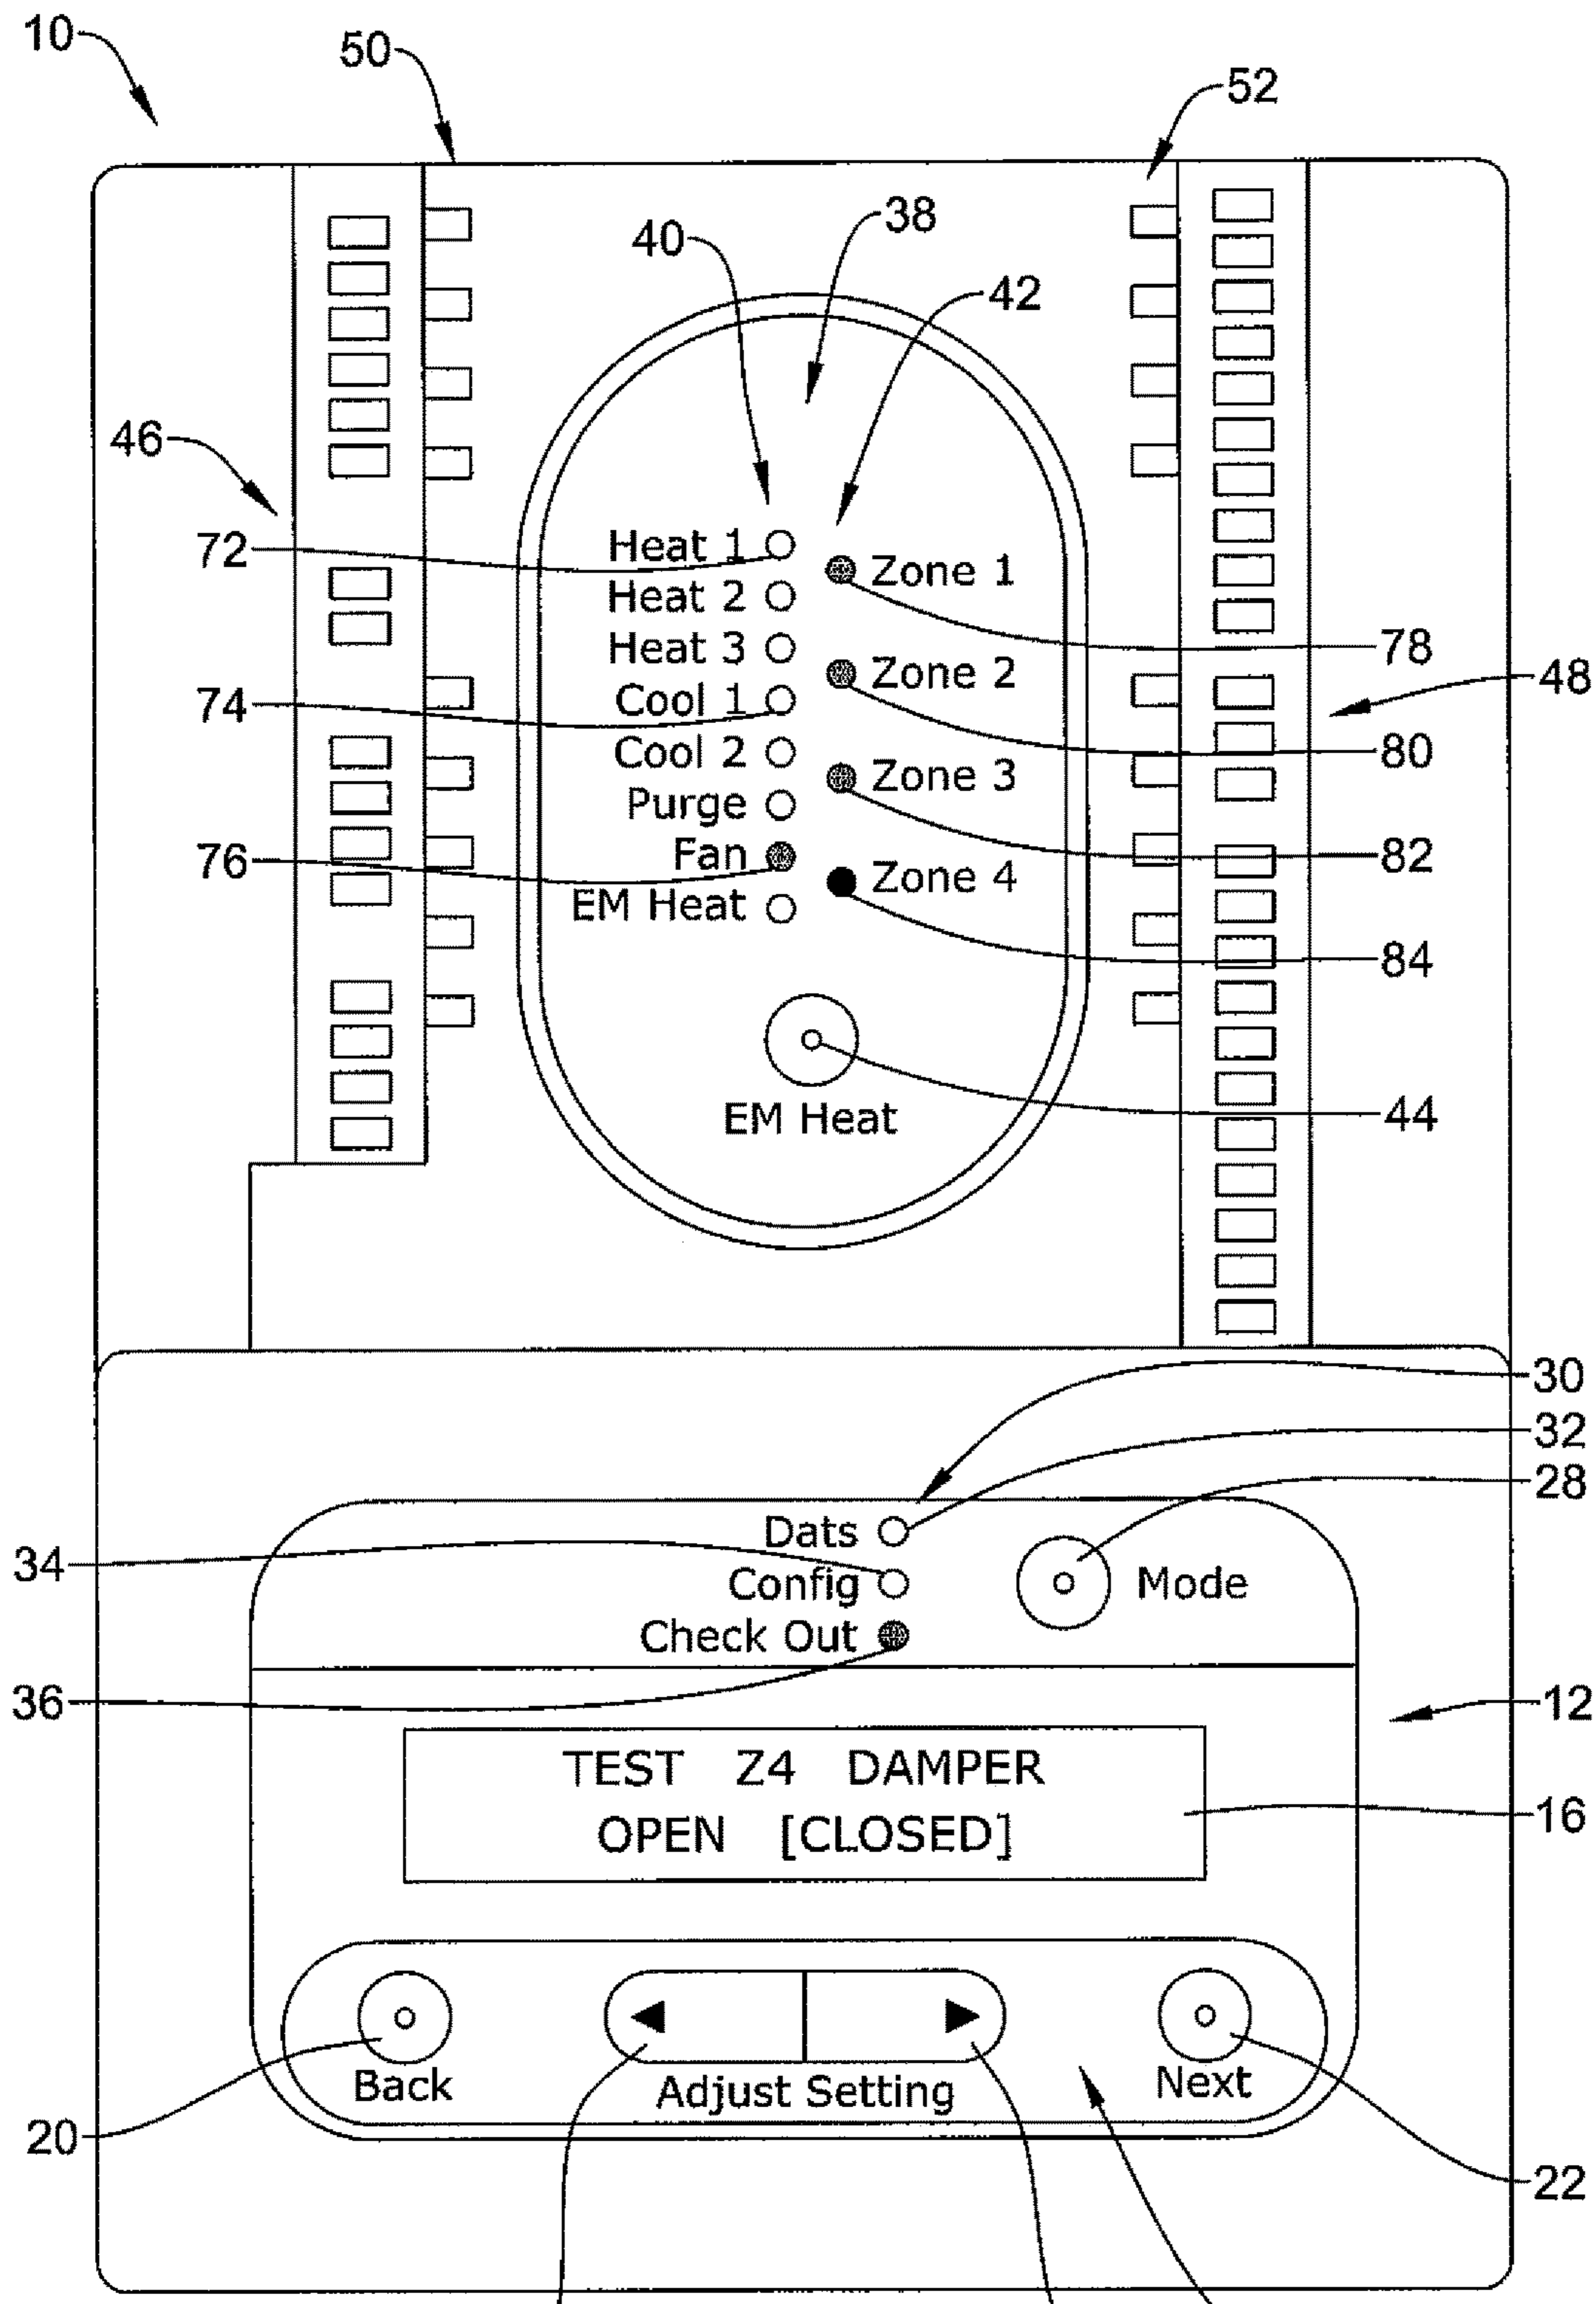 10
50
52
40
38
42
46
72
Heat 1
Zone 1
Heat 2
78
Heat 3
Zone 2
48
74
Cool 1
80
Cool 2
Zone 3
Purge
76
Fan
82
Zone 4
EM Heat
84
EM Heat
44
30
32
28
Dats
34
Config
Mode
Check Out
36
12
TEST Z4 DAMPER
16
OPEN [CLOSED]
Back
Adjust Setting
Next
20
22